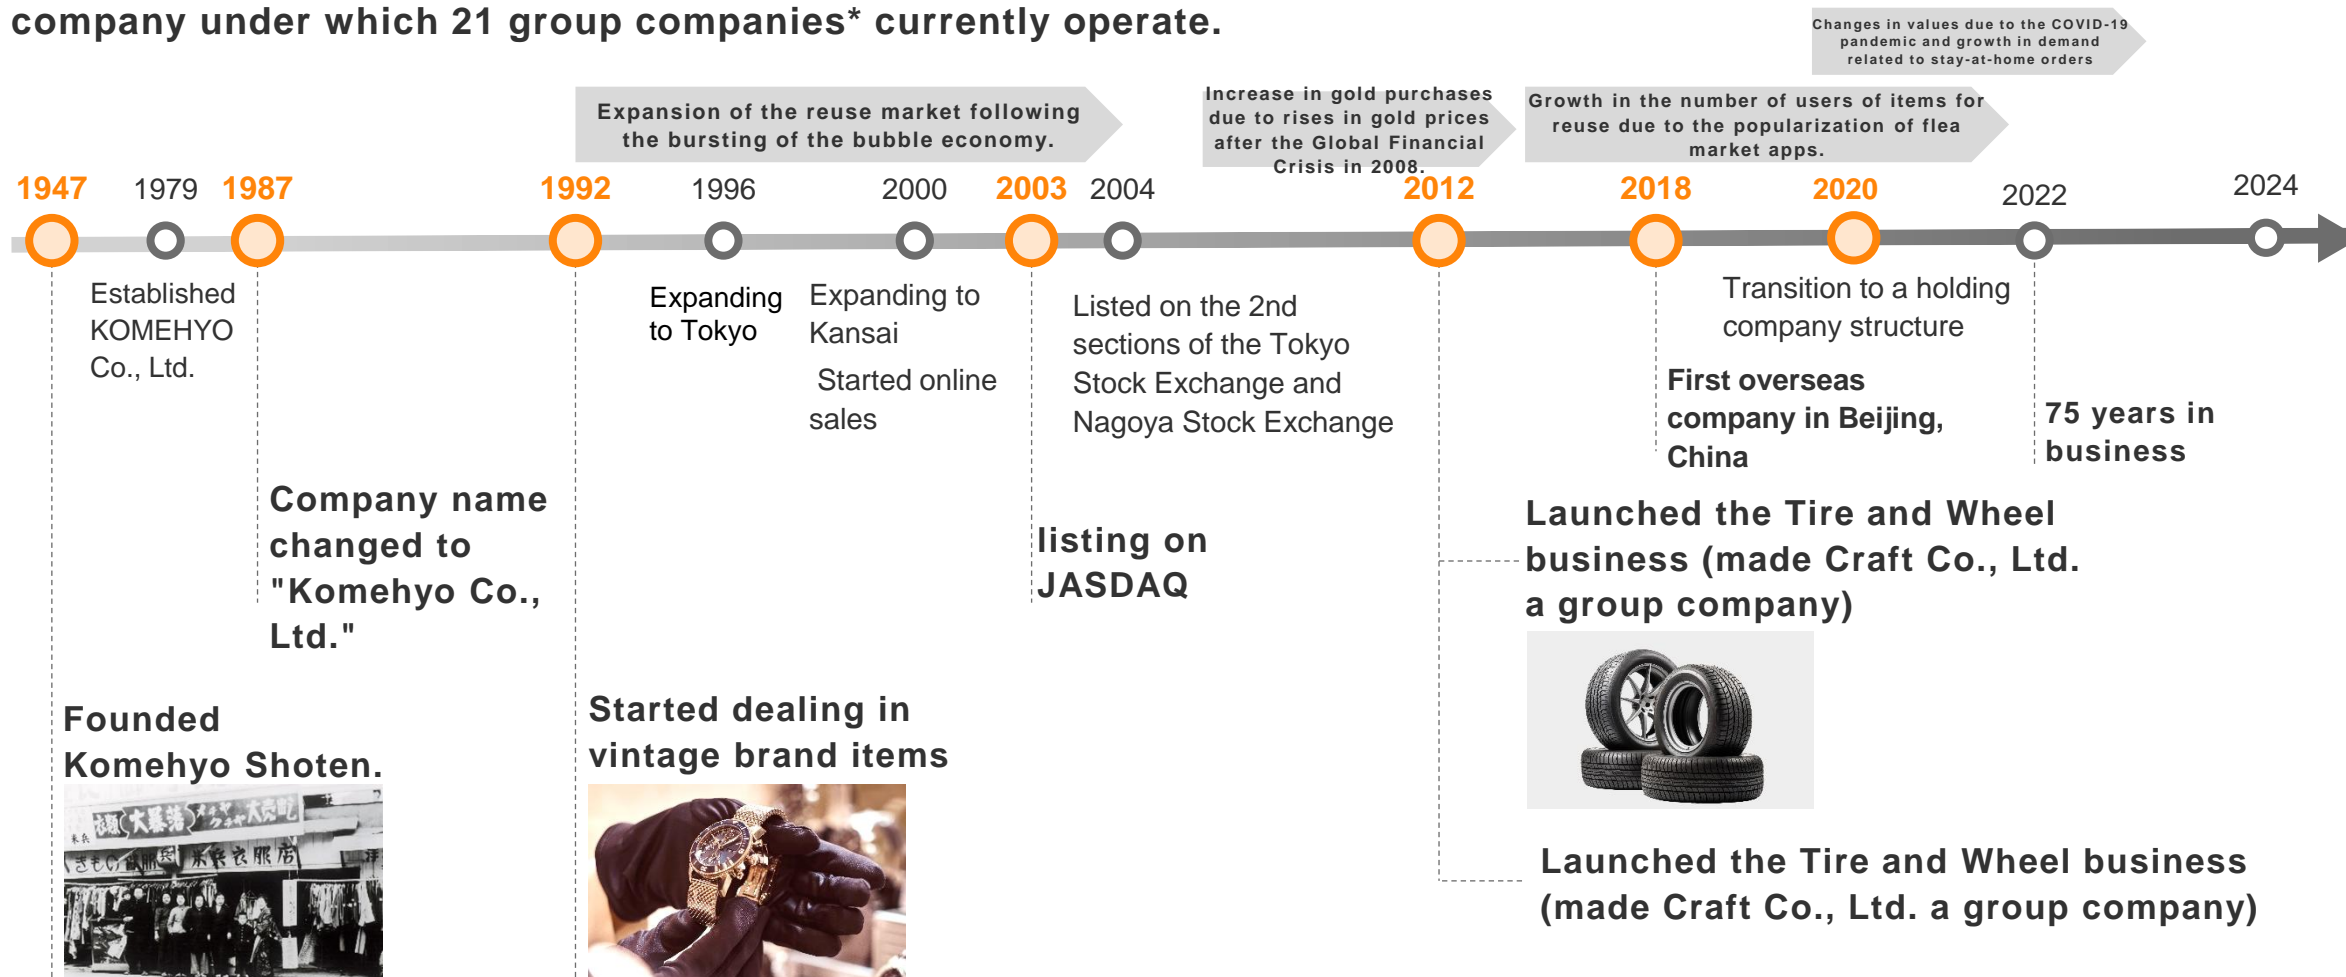 company under which 21 group companies* currently operate.
Changes in values due to the COVID-19
pandemic and growth in demand
related to stay-at-home orders
Expansion of the reuse market following
the bursting of the bubble economy.
Increase in gold purchases
due to rises in gold prices
after the Global Financial
Crisis in 2008.
Growth in the number of users of items for
reuse due to the popularization of flea
market apps.
1947
1979
1987
1992
1996
2000
2003
2004
2012
2018
2020
2022
2024
Established
KOMEHYO
Co., Ltd.
Expanding
to Tokyo
Expanding to
Kansai
Started online
sales
Listed on the 2nd
sections of the Tokyo
Stock Exchange and
Nagoya Stock Exchange
Transition to a holding
company structure
First overseas
company in Beijing,
China
75 years in
business
Company name
changed to
"Komehyo Co.,
Ltd."
listing on
JASDAQ
Launched the Tire and Wheel
business (made Craft Co., Ltd.
a group company)
Founded
Komehyo Shoten.
Started dealing in
vintage brand items
Launched the Tire and Wheel business
(made Craft Co., Ltd. a group company)
大暴落
米兵衣服店